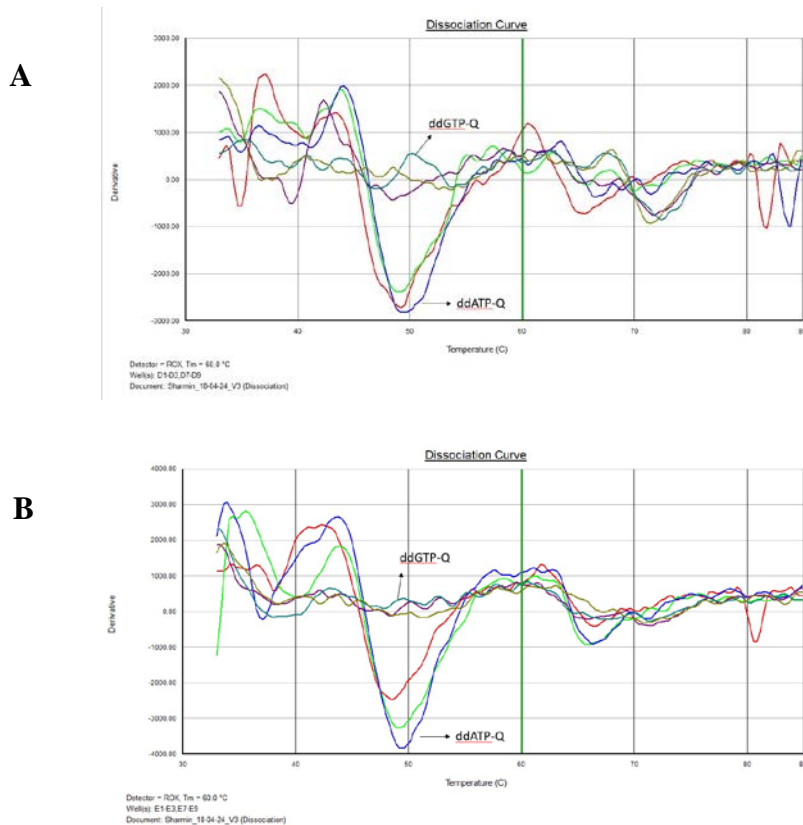 A
Dissociation Curve
3000.00
2000.00
1000.00
0.00
-1000.00
-2000.00
-3000.00
Derivative
ddGTP-Q
ddATP-Q
30 40 50 60 70 80 85
Temperature (C)
Detector = ROX, Tm = 60.0 °C
Well(s): D1-D3,D7-D9
Document: Sharmin_18-04-24_V3 (Dissociation)
B
Dissociation Curve
4000.00
3000.00
2000.00
1000.00
0.00
-1000.00
-2000.00
-3000.00
-4000.00
Derivative
ddGTP-Q
ddATP-Q
30 40 50 60 70 80
Temperature (C)
Detector = ROX, Tm = 60.0 °C
Well(s): E1-E3,E7-E9
Document: Sharmin_18-04-24_V3 (Dissociation)